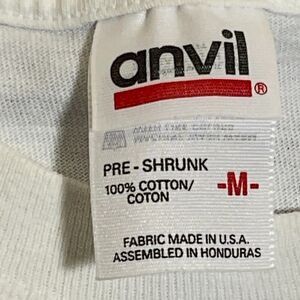 anvil®
PRE - SHRUNK
100% COTTON/
COTON
-M-
FABRIC MADE IN U.S.A.
ASSEMBLED IN HONDURAS